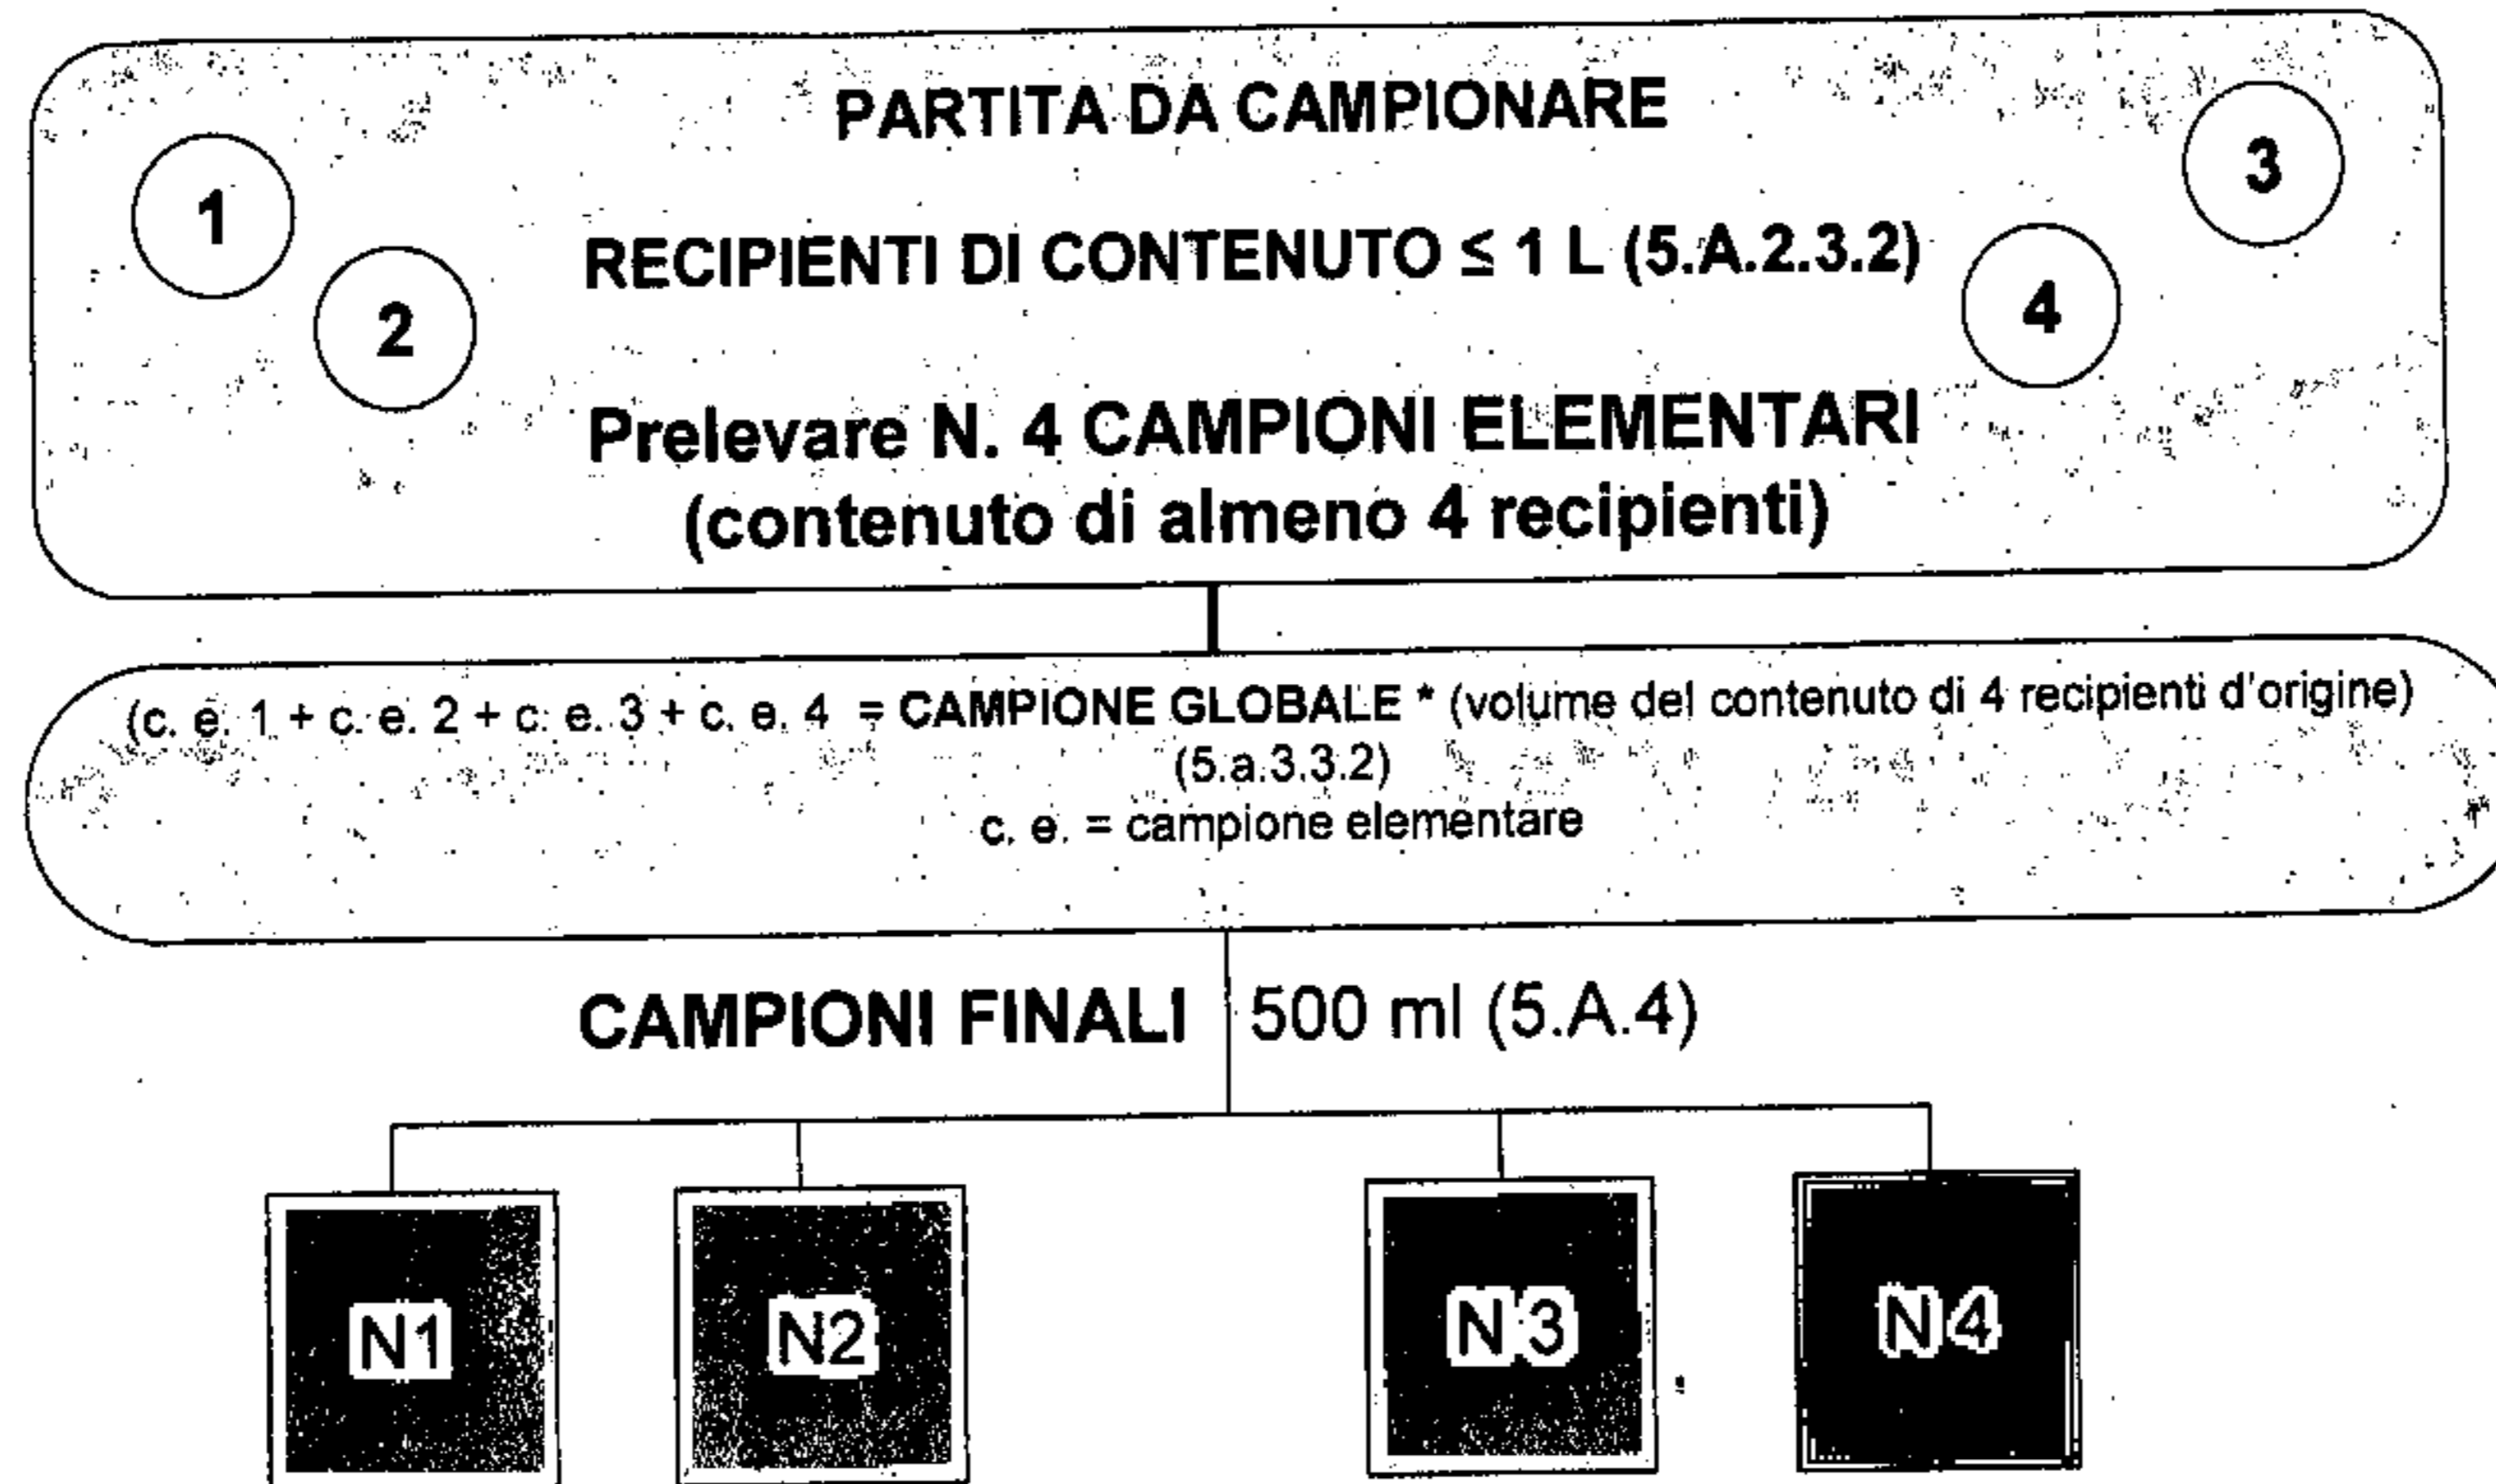 PARTITA DA CAMPIONARE
1
2
3
4
RECIPIENTI DI CONTENUTO ≤ 1 L (5.A.2.3.2)
Prelevare N. 4 CAMPIONI ELEMENTARI
(contenuto di almeno 4 recipienti)
(c. e. 1 + c. e. 2 + c. e. 3 + c. e. 4 = CAMPIONE GLOBALE * (volume del contenuto di 4 recipienti d'origine)
(5.a.3.3.2)
c. e. = campione elementare
CAMPIONI FINALI 500 ml (5.A.4)
N1 N2 N 3 N 4